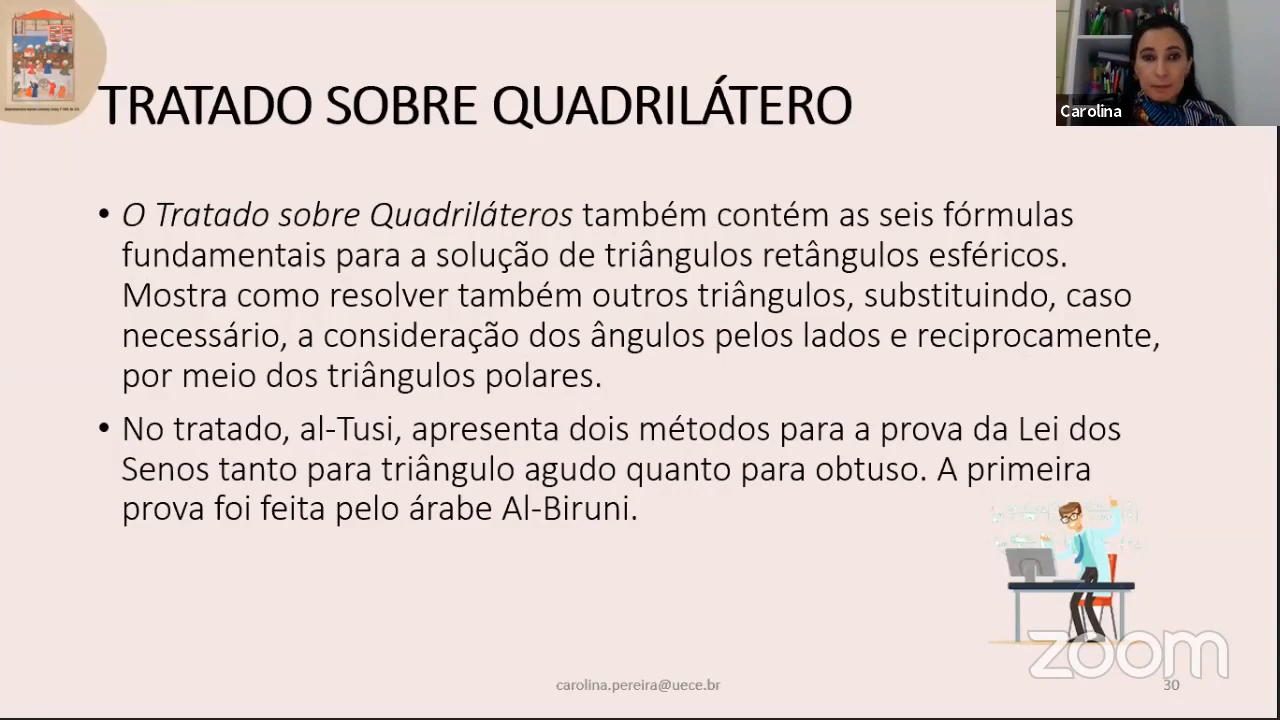 TRATADO SOBRE QUADRILÁTERO
Carolina
• O Tratado sobre Quadriláteros também contém as seis fórmulas
fundamentais para a solução de triângulos retângulos esféricos.
Mostra como resolver também outros triângulos, substituindo, caso
necessário, a consideração dos ângulos pelos lados e reciprocamente,
por meio dos triângulos polares.
• No tratado, al-Tusi, apresenta dois métodos para a prova da Lei dos
Senos tanto para triângulo agudo quanto para obtuso. A primeira
prova foi feita pelo árabe Al-Biruni.
zoom
carolina.pereira@uece.br
30